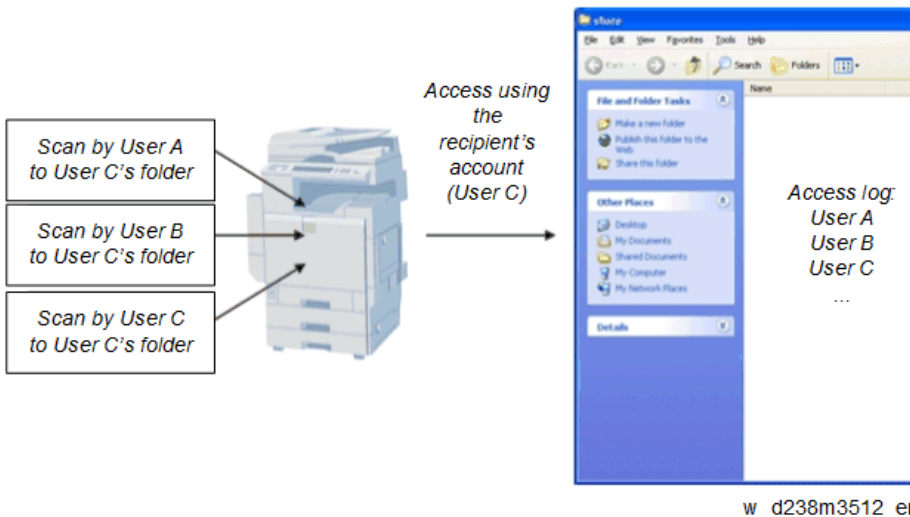 Scan by User A
to User C's folder
Scan by User B
to User C's folder
Scan by User C
to User C's folder
Access using
the
recipient's
account
(User C)
share
File Edit View Favorites Tools Help
Back Search Folders
Name
File and Folder Tasks
Make a new folder
Publish this folder to the
Web
Share this folder
Other Places
Desktop
My Documents
Shared Documents
My Computer
My Network Places
Details
Access log:
User A
User B
User C
...
w_d238m3512_en